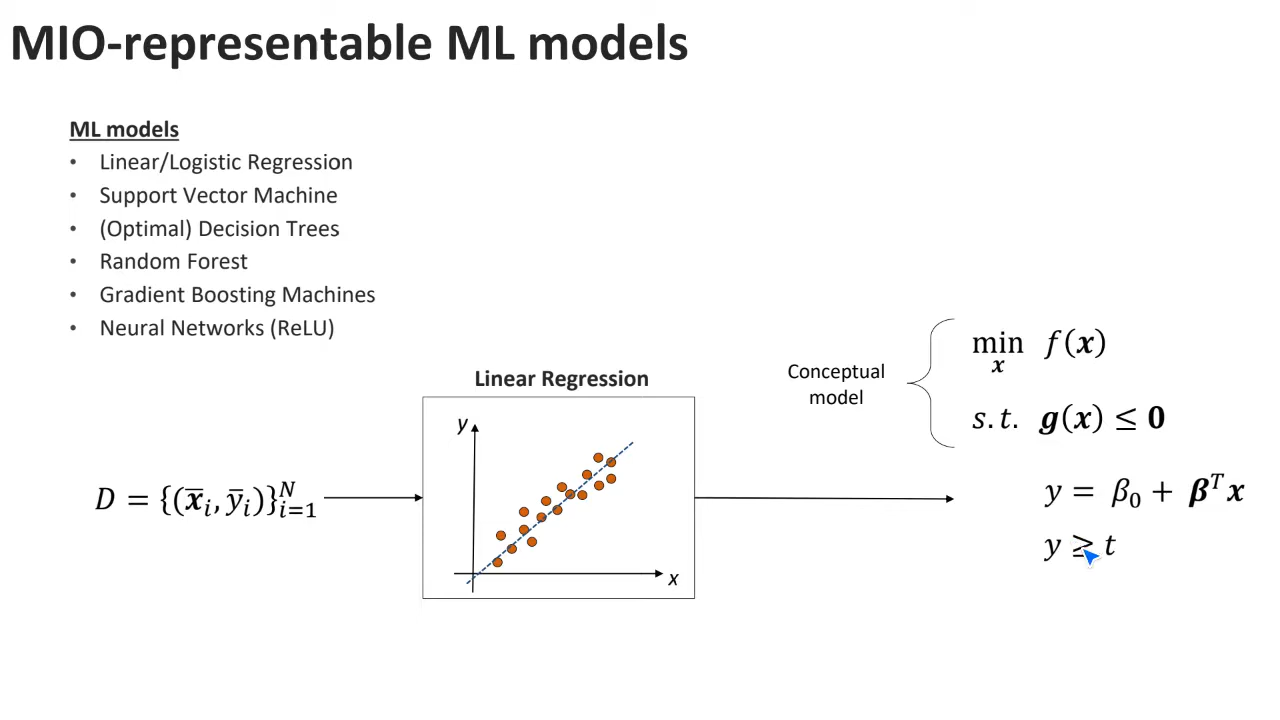 MIO-representable ML models
ML models
• Linear/Logistic Regression
• Support Vector Machine
• (Optimal) Decision Trees
• Random Forest
• Gradient Boosting Machines
• Neural Networks (ReLU)
Linear Regression
y
x
D = {(x̄ᵢ, ȳᵢ)}ᵢ₌₁ᴺ
Conceptual
model
min f(x)
x
s.t. g(x) ≤ 0
y = β₀ + βᵀx
y ≥ t